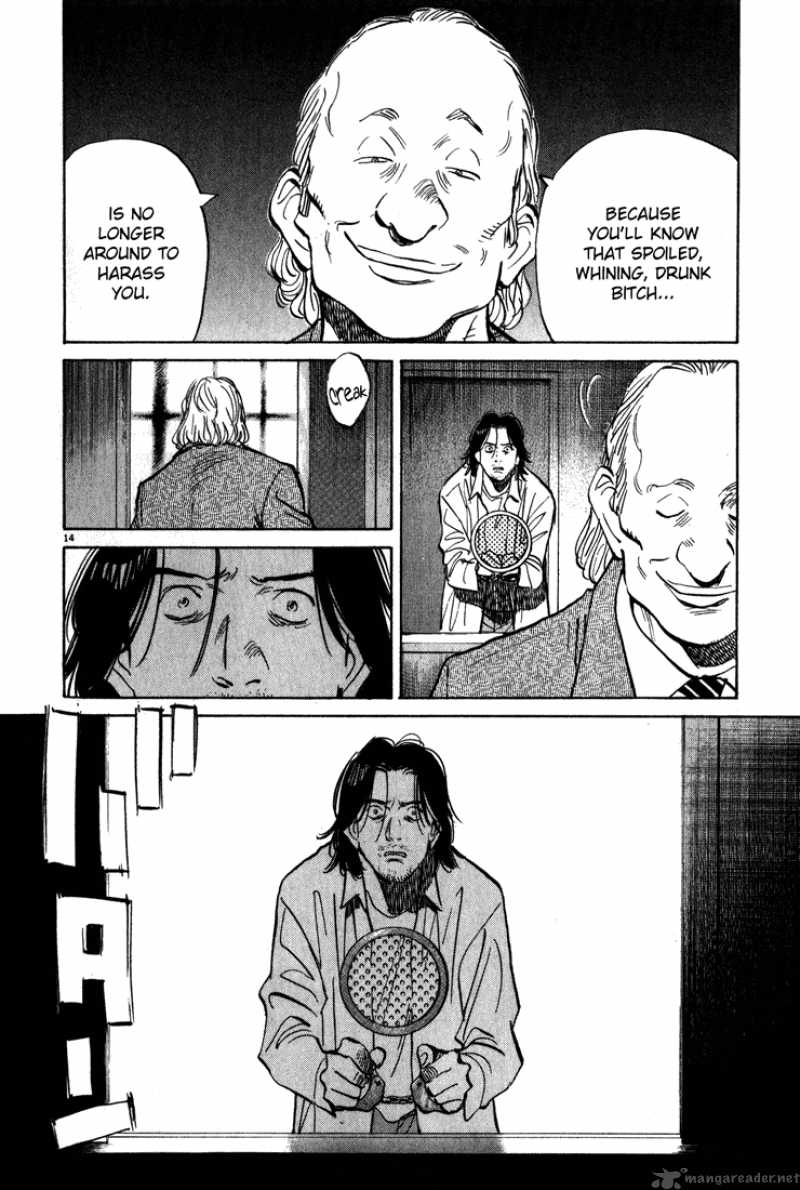 BECAUSE
YOU'LL KNOW
THAT SPOILED,
WHINING, DRUNK
BITCH...
IS NO
LONGER
AROUND TO
HARASS
YOU.
creak
14
mangareader.net